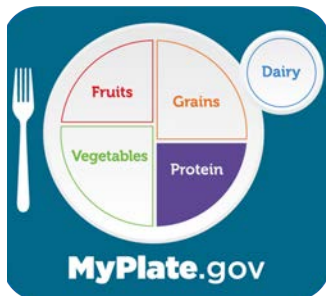 Fruits
Grains
Dairy
Vegetables
Protein
MyPlate.gov